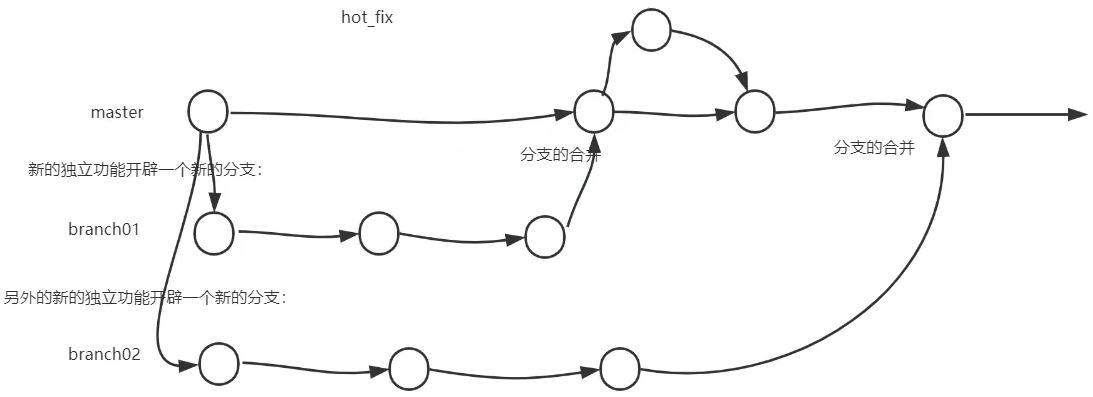 hot_fix
master
分支的合并
分支的合并
新的独立功能开辟一个新的分支：
branch01
另外的新的独立功能开辟一个新的分支：
branch02